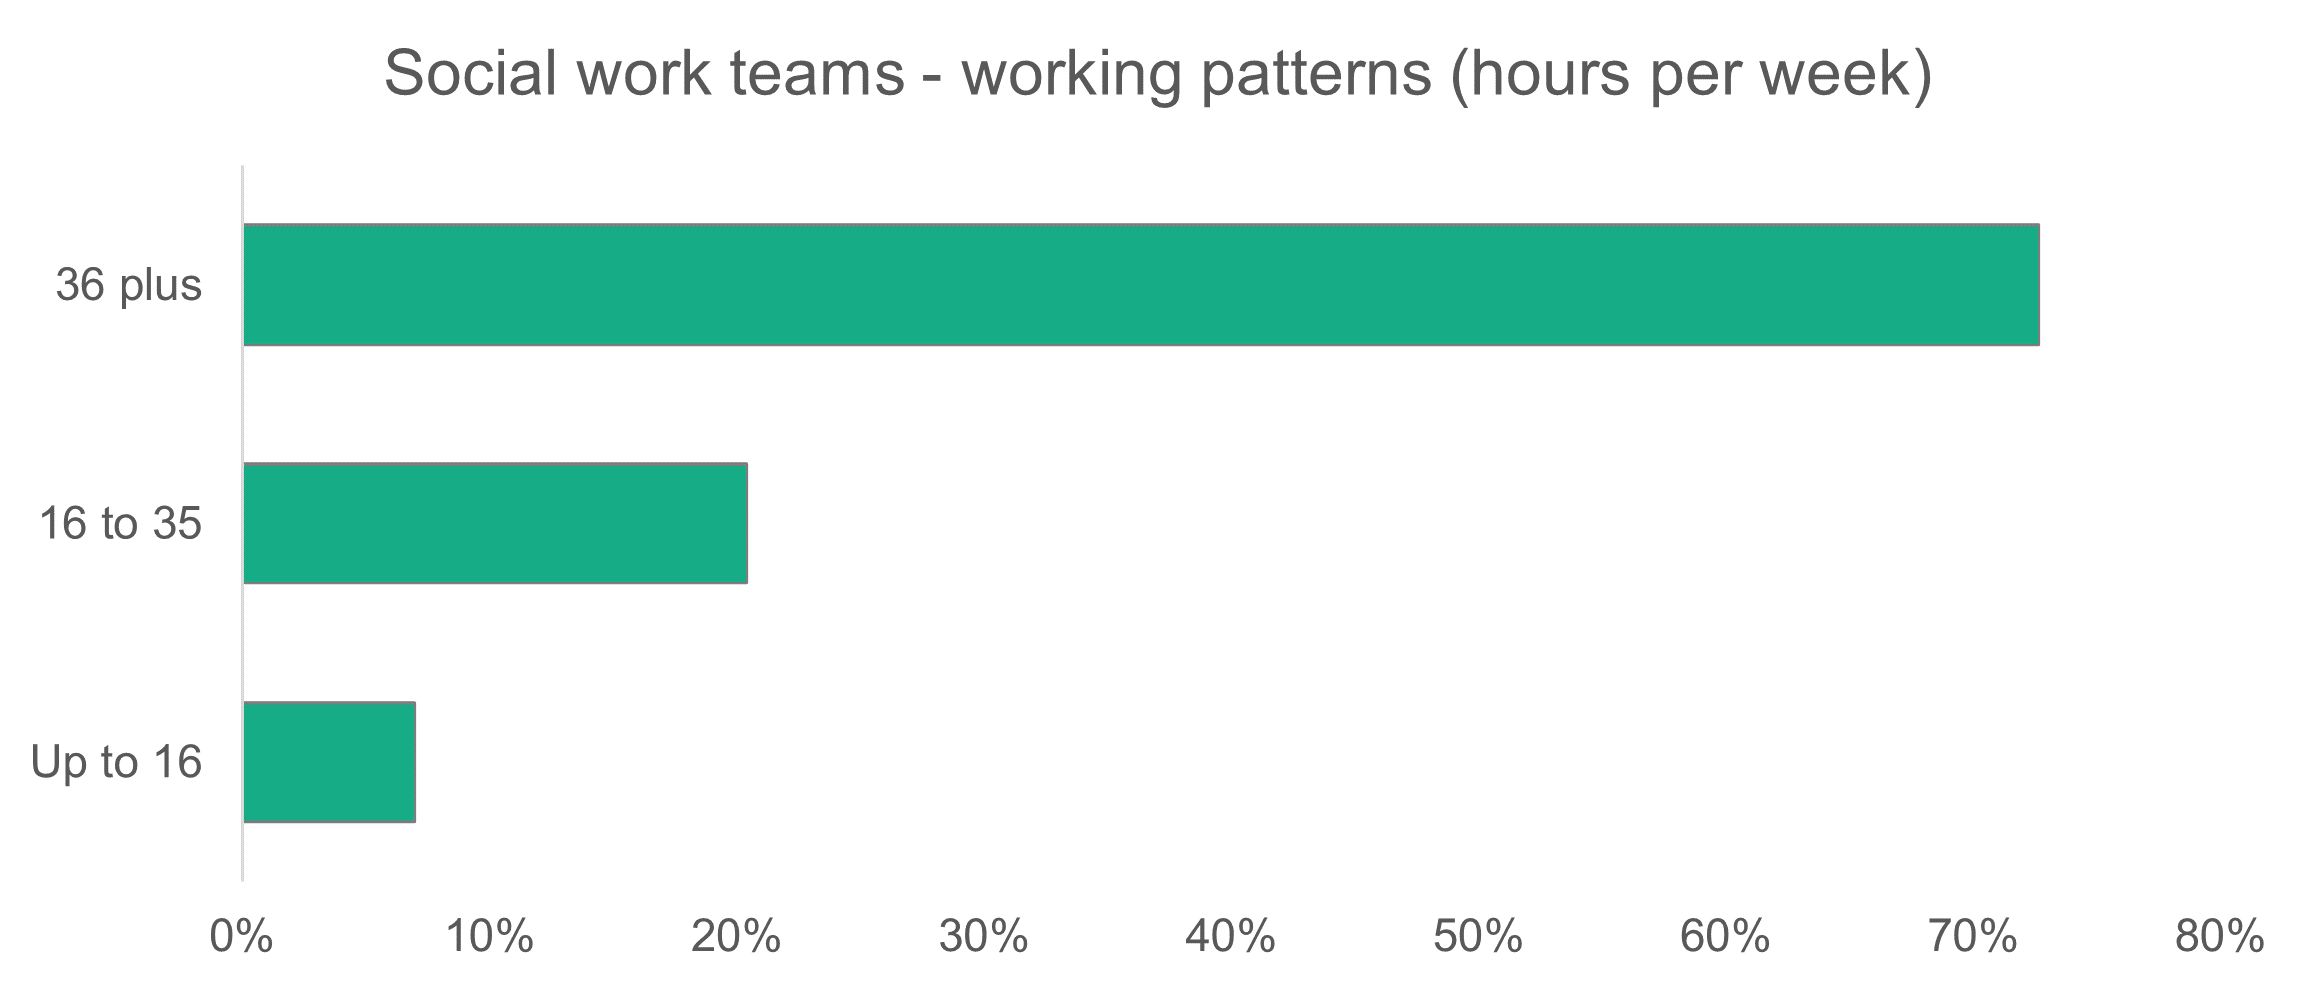 Social work teams - working patterns (hours per week)
36 plus
16 to 35
Up to 16
0% 10% 20% 30% 40% 50% 60% 70% 80%